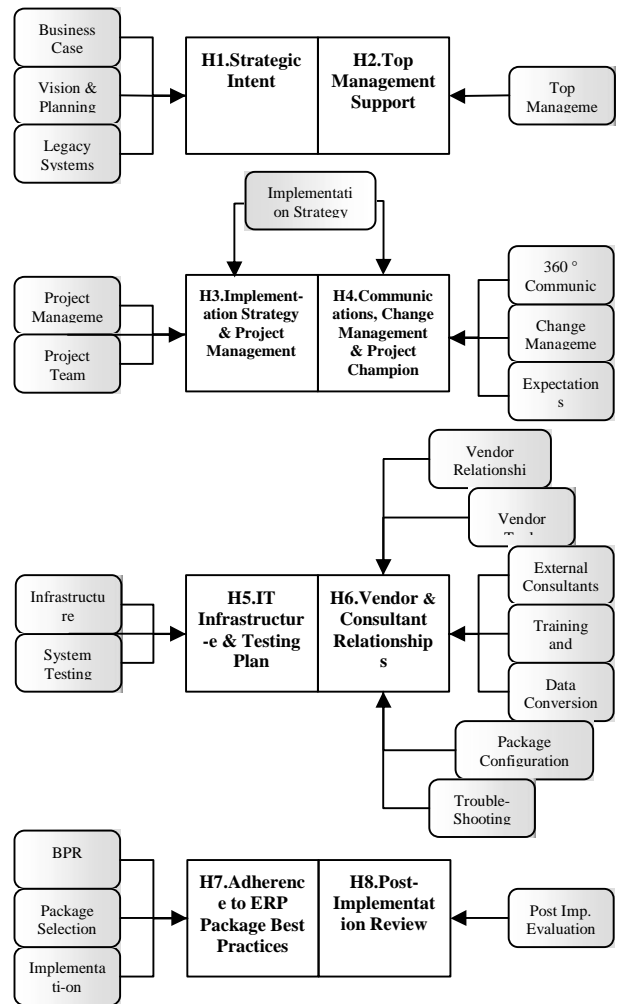 Business
Case
Vision &
Planning
Legacy
Systems
H1.Strategic
Intent
H2.Top
Management
Support
Top
Manageme
Implementati
on Strategy
Project
Manageme
Project
Team
H3.Implement-
ation Strategy
& Project
Management
H4.Communic
ations, Change
Management
& Project
Champion
360 °
Communic
Change
Manageme
Expectation
s
Vendor
Relationshi
Vendor
Infrastructu
re
System
Testing
H5.IT
Infrastructur
-e & Testing
Plan
H6.Vendor &
Consultant
Relationship
s
External
Consultants
Training
and
Data
Conversion
Package
Configuration
Trouble-
Shooting
BPR
Package
Selection
Implementa
ti-on
H7.Adherenc
e to ERP
Package Best
Practices
H8.Post-
Implementat
ion Review
Post Imp.
Evaluation